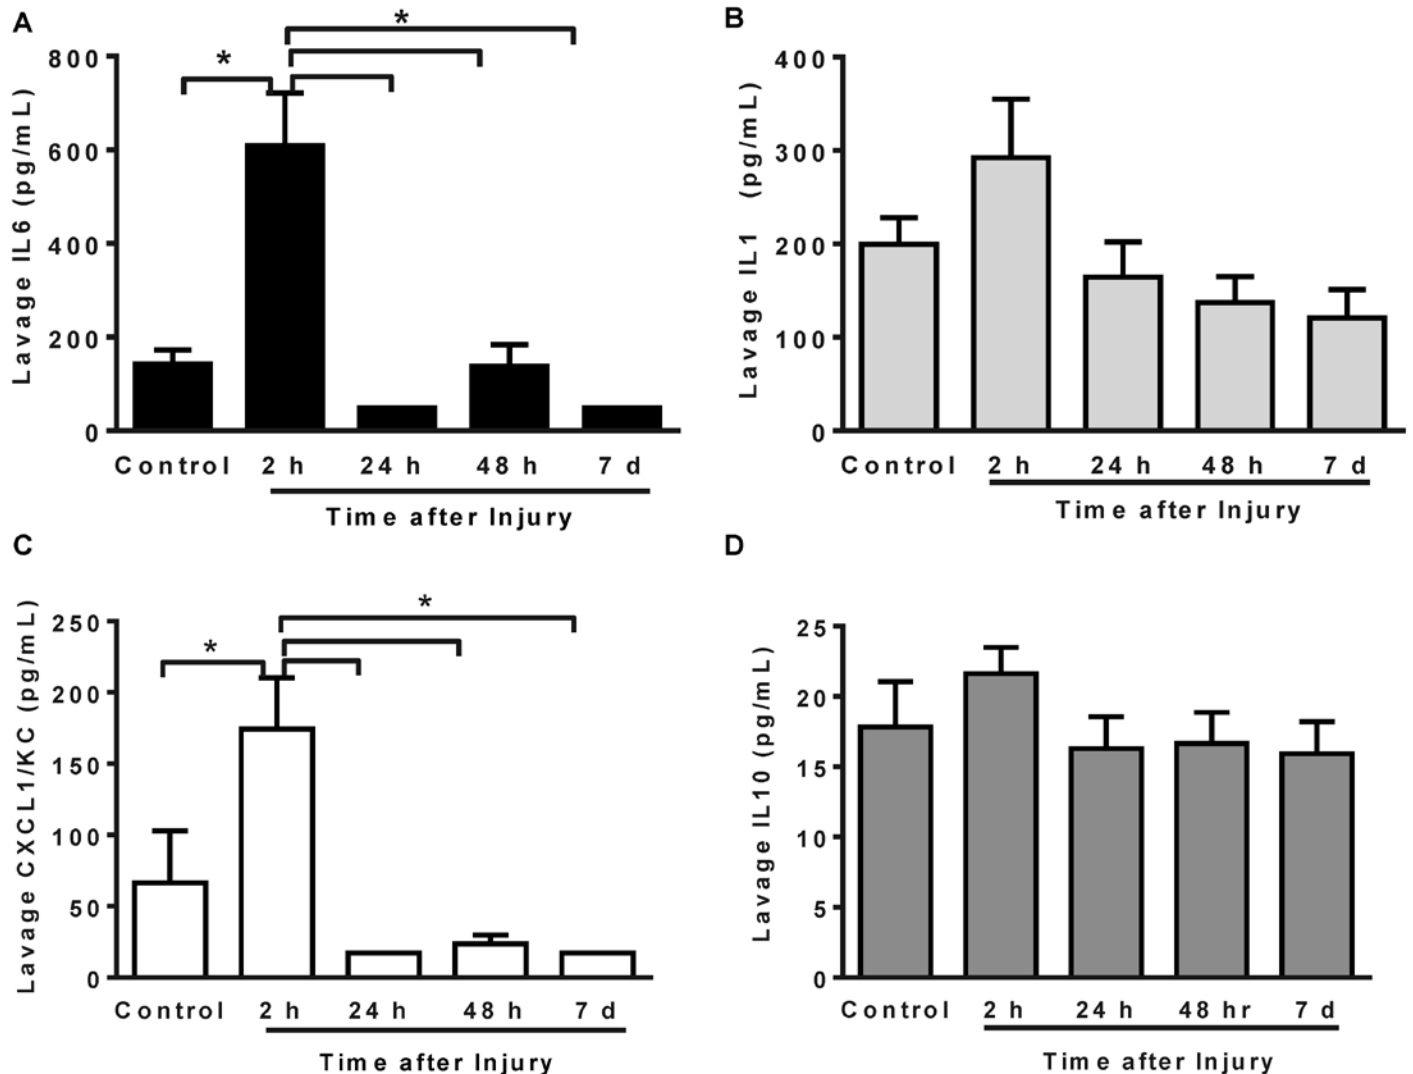 A
Lavage IL6 (pg/mL)
800
600
400
200
0
*
*
Control 2 h 24 h 48 h 7 d
Time after Injury
B
Lavage IL1 (pg/mL)
400
300
200
100
0
Control 2 h 24 h 48 h 7 d
Time after Injury
C
Lavage CXCL1/KC (pg/mL)
250
200
150
100
50
0
*
*
Control 2 h 24 h 48 h 7 d
Time after Injury
D
Lavage IL10 (pg/mL)
25
20
15
10
5
0
Control 2 h 24 h 48 hr 7 d
Time after Injury